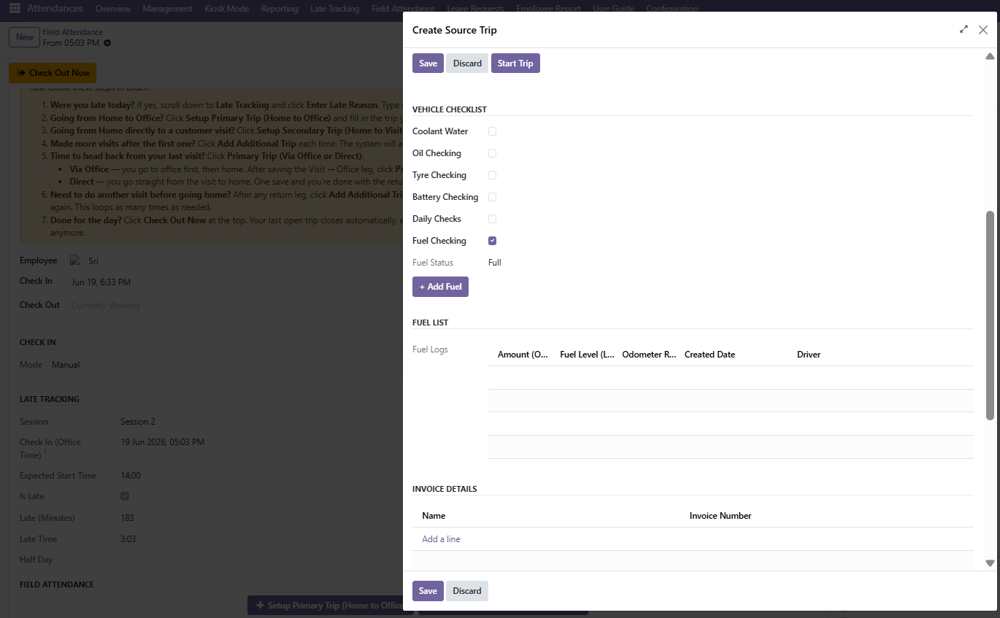 Attendances Overview Management Kiosk Mode Reporting Late Tracking Field Attendance Leave Requests Employee Report User Guide Configuration
New
Field Attendance
From 05:03 PM
Check Out Now
Just follow these steps in order:
1. Were you late today? If yes, scroll down to Late Tracking and click Enter Late Reason. Type
2. Going from Home to Office? Click Setup Primary Trip (Home to Office) and fill in the trip
3. Going from Home directly to a customer visit? Click Setup Secondary Trip (Home to Visit
4. Made more visits after the first one? Click Add Additional Trip each time. The system will
5. Time to head back from your last visit? Click Primary Trip (Via Office or Direct):
• Via Office — you go to office first, then home. After saving the Visit → Office leg, click
• Direct — you go straight from the visit to home. One save and you're done with the
6. Need to do another visit before going home? After any return leg, click Add Additional
again. This loops as many times as needed.
7. Done for the day? Click Check Out Now at the top. Your last open trip closes automatically,
anymore.
Employee Sri
Check In Jun 19, 6:33 PM
Check Out Currently Working
CHECK IN
Mode Manual
LATE TRACKING
Session Session 2
Check In (Office Time) ? 19 Jun 2026, 05:03 PM
Expected Start Time 14:00
Is Late
Late (Minutes) 183
Late Time 3:03
Half Day
FIELD ATTENDANCE
+ Setup Primary Trip (Home to Office
Create Source Trip
Save Discard Start Trip
VEHICLE CHECKLIST
Coolant Water
Oil Checking
Tyre Checking
Battery Checking
Daily Checks
Fuel Checking
Fuel Status Full
+ Add Fuel
FUEL LIST
Fuel Logs
Amount (O... Fuel Level (L... Odometer R... Created Date Driver
INVOICE DETAILS
Name Invoice Number
Add a line
Save Discard